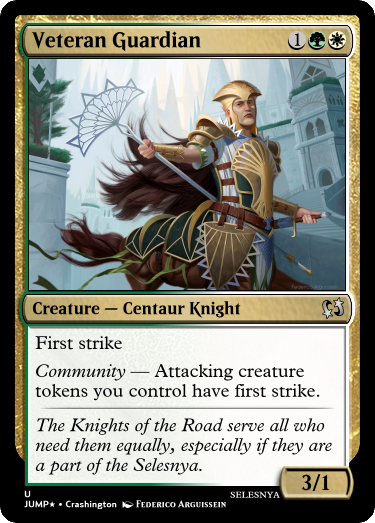 Veteran Guardian 1
Creature — Centaur Knight
First strike
Community — Attacking creature
tokens you control have first strike.
The Knights of the Road serve all who
need them equally, especially if they are
a part of the Selesnya.
U SELESNYA 3/1
JUMP★ • Crashington Federico Arguissein